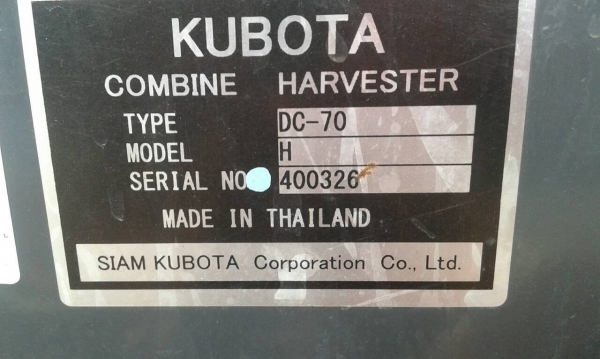 KUBOTA
COMBINE HARVESTER
TYPE DC-70
MODEL H
SERIAL NO 400326
MADE IN THAILAND
SIAM KUBOTA Corporation Co., Ltd.